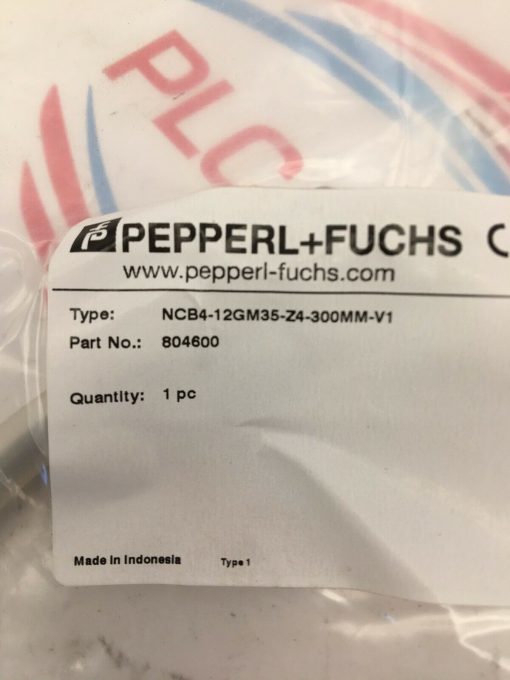 PLC
PEPPERL+FUCHS C
www.pepperl-fuchs.com
Type: NCB4-12GM35-Z4-300MM-V1
Part No.: 804600
Quantity: 1 pc
Made in Indonesia Type 1